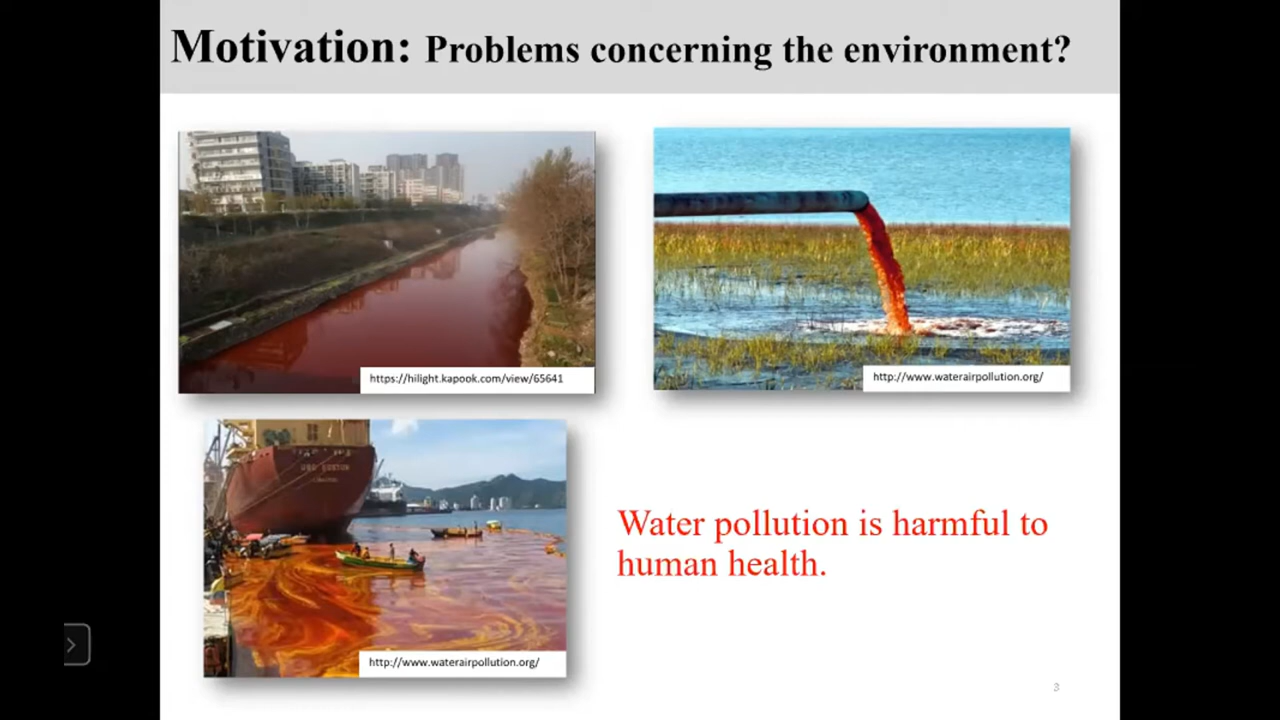 Motivation: Problems concerning the environment?
https://hilight.kapook.com/view/65641
http://www.waterairpollution.org/
http://www.waterairpollution.org/
Water pollution is harmful to
human health.
3